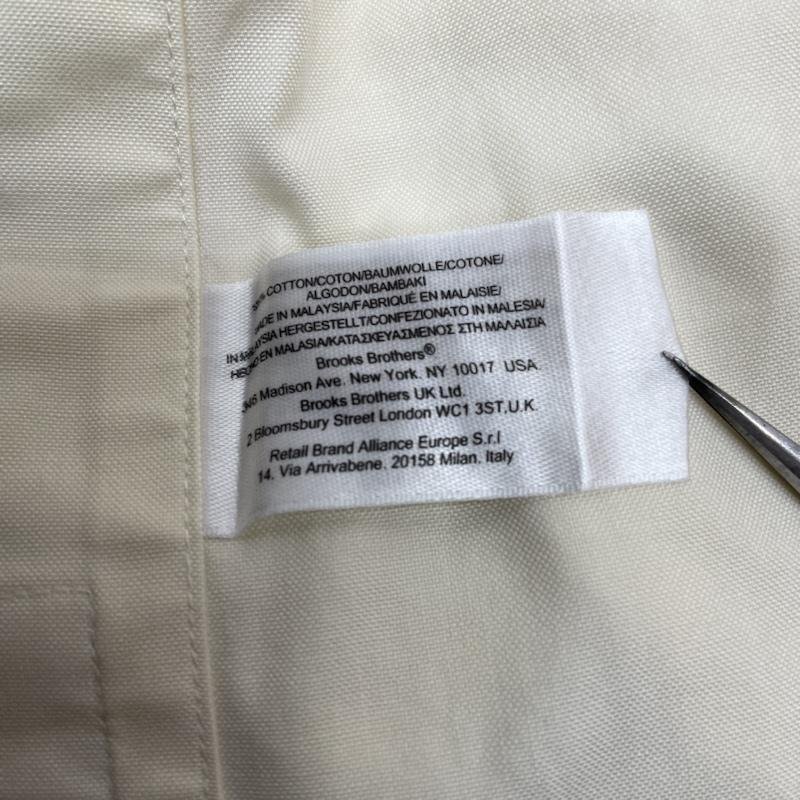 % COTTON/COTON/BAUMWOLLE/COTONE/
ALGODON/BAMBAKI
MADE IN MALAYSIA/FABRIQUÉ EN MALAISIE/
IN MALAYSIA HERGESTELLT/CONFEZIONATO IN MALESIA/
HECHO EN MALASIA/ΚΑΤΑΣΚΕΥΑΣΜΕΝΟΣ ΣΤΗ ΜΑΛΑΙΣΙΑ
Brooks Brothers®
346 Madison Ave. New York. NY 10017 USA
Brooks Brothers UK Ltd.
2 Bloomsbury Street London WC1 3ST.U.K.
Retail Brand Alliance Europe S.r.l
14. Via Arrivabene. 20158 Milan. Italy